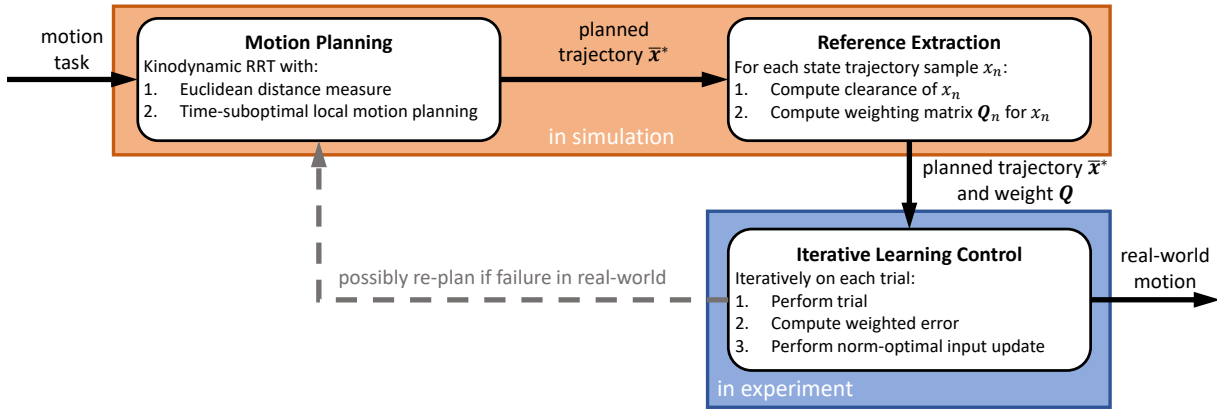 motion
task
Motion Planning
Kinodynamic RRT with:
1. Euclidean distance measure
2. Time-suboptimal local motion planning
planned
trajectory x̄*
Reference Extraction
For each state trajectory sample xₙ:
1. Compute clearance of xₙ
2. Compute weighting matrix Qₙ for xₙ
in simulation
planned trajectory x̄*
and weight Q
possibly re-plan if failure in real-world
Iterative Learning Control
Iteratively on each trial:
1. Perform trial
2. Compute weighted error
3. Perform norm-optimal input update
real-world
motion
in experiment